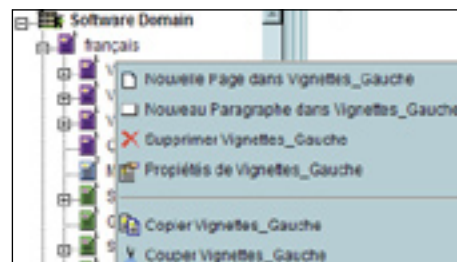 Software Domain
français
V
Nouvelle Page dans Vignettes_Gauche
V
Nouveau Paragraphe dans Vignettes_Gauche
V
Supprimer Vignettes_Gauche
M
Propriétés de Vignettes_Gauche
S
Copier Vignettes_Gauche
S
Couper Vignettes_Gauche